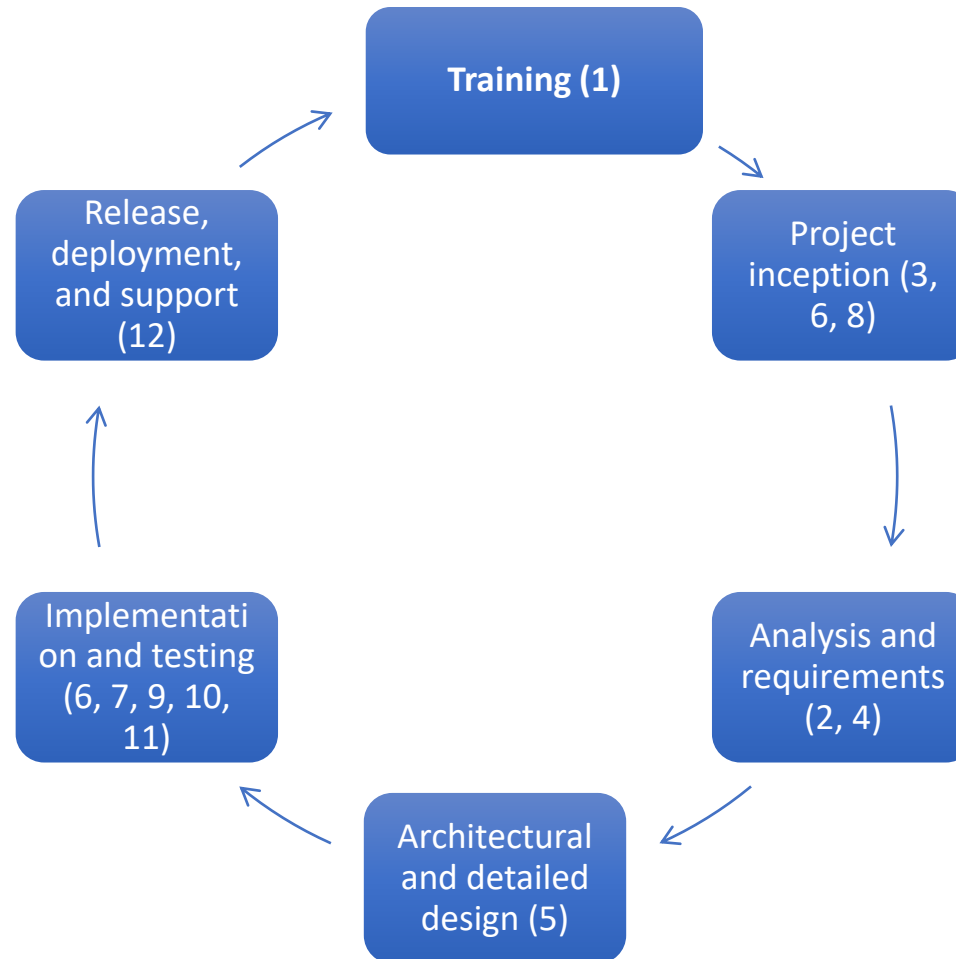 Training (1)
Project
inception (3,
6, 8)
Analysis and
requirements
(2, 4)
Architectural
and detailed
design (5)
Implementati
on and testing
(6, 7, 9, 10,
11)
Release,
deployment,
and support
(12)